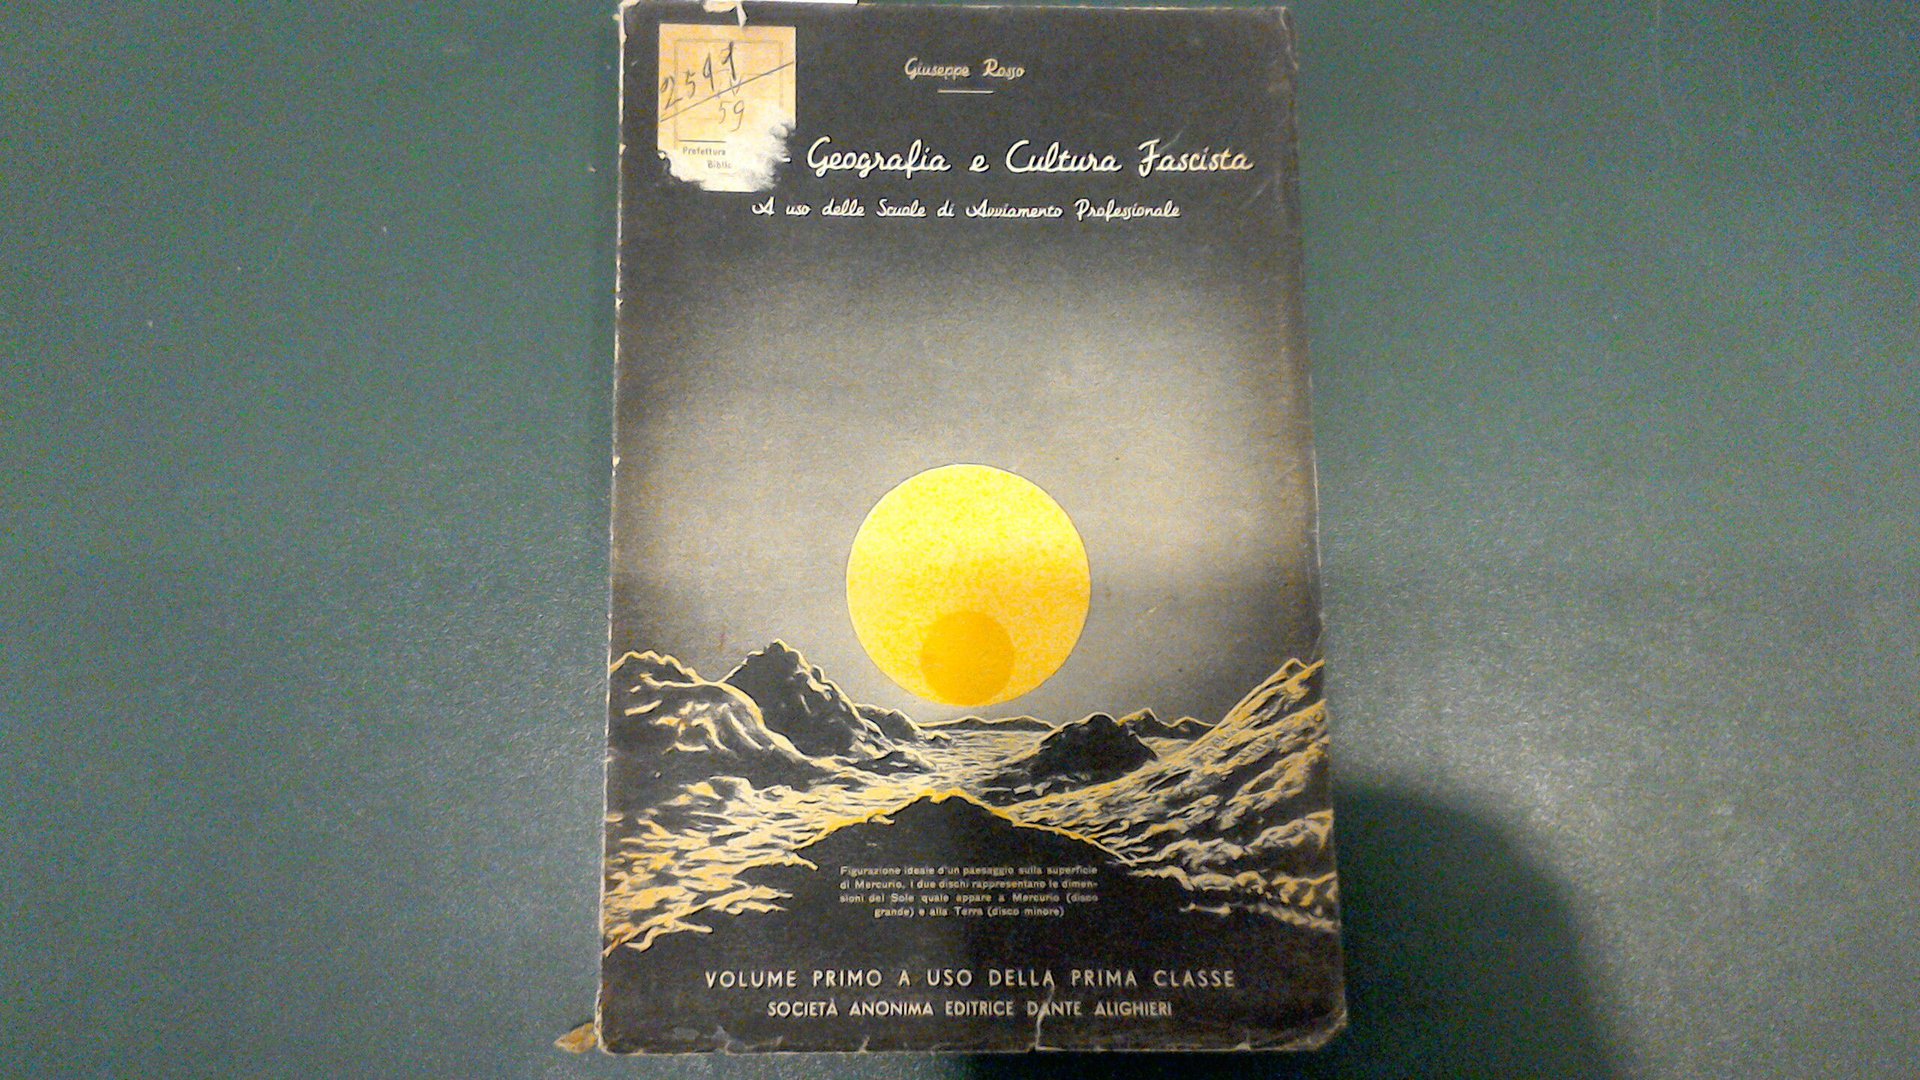 2541
59
Prefettura
Giuseppe Rosso
- Geografia e Cultura Fascista
A uso delle Scuole di Avviamento Professionale
Figurazione ideale d'un paesaggio sulla superficie
di Mercurio. I due dischi rappresentano le dimen-
sioni del Sole quale appare a Mercurio (disco
grande) e alla Terra (disco minore)
VOLUME PRIMO A USO DELLA PRIMA CLASSE
SOCIETÀ ANONIMA EDITRICE DANTE ALIGHIERI